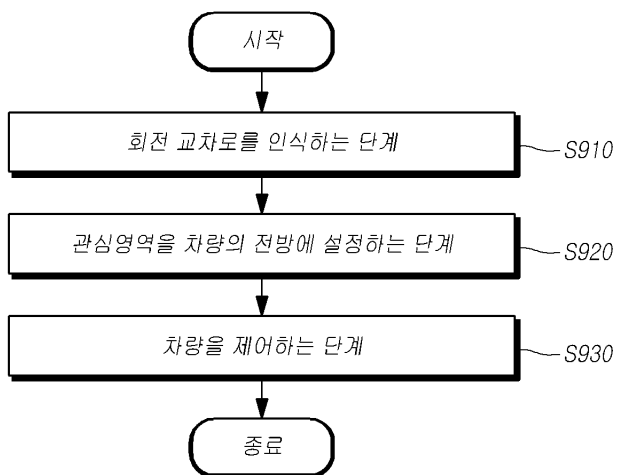 시작
회전 교차로를 인식하는 단계
S910
관심영역을 차량의 전방에 설정하는 단계
S920
차량을 제어하는 단계
S930
종료